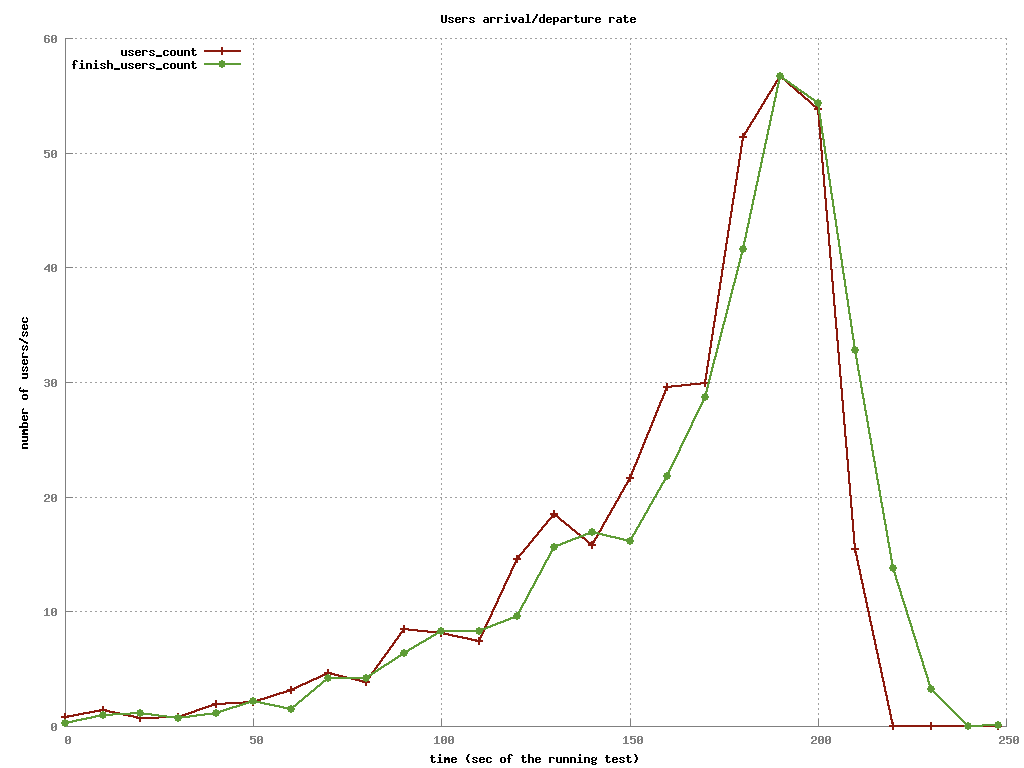 Users arrival/departure rate
users_count
finish_users_count
60
50
40
30
20
10
0
number of users/sec
0 50 100 150 200 250
time (sec of the running test)